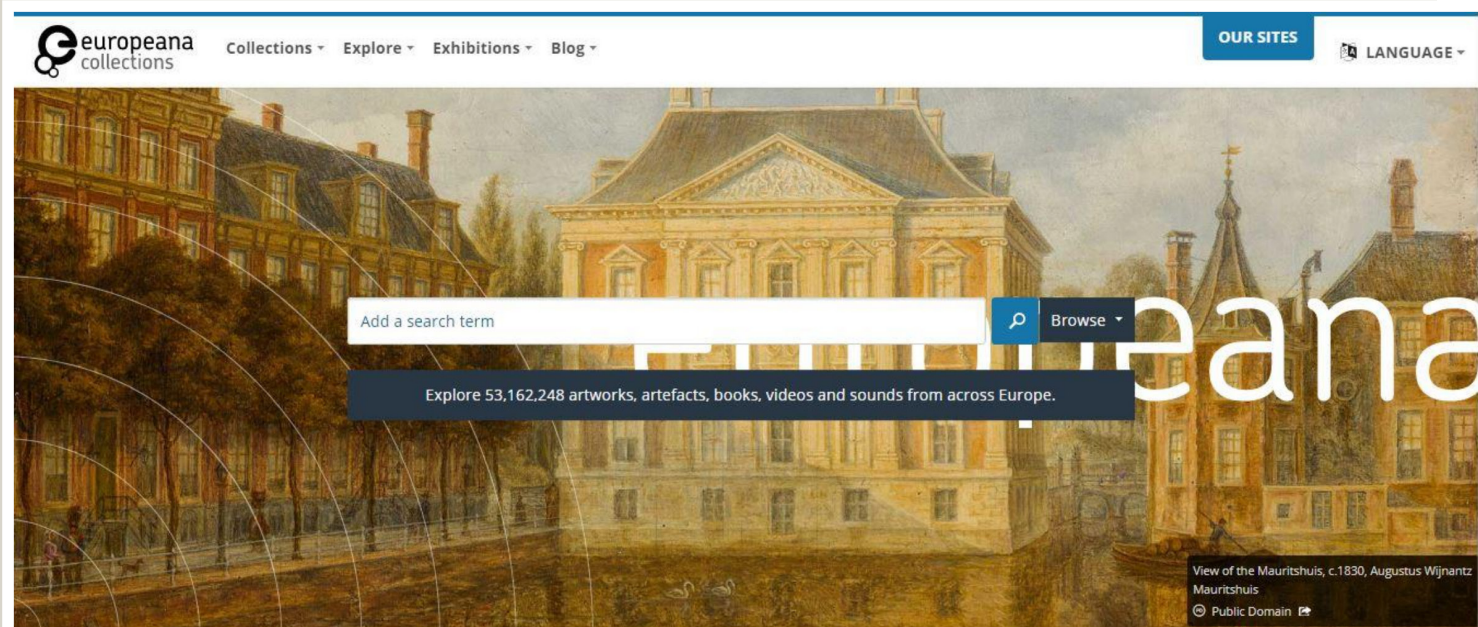 europeana
collections
Collections
Explore
Exhibitions
Blog
OUR SITES
LANGUAGE
Add a search term
Browse
europeana
Explore 53,162,248 artworks, artefacts, books, videos and sounds from across Europe.
View of the Mauritshuis, c.1830, Augustus Wijnantz
Mauritshuis
Public Domain